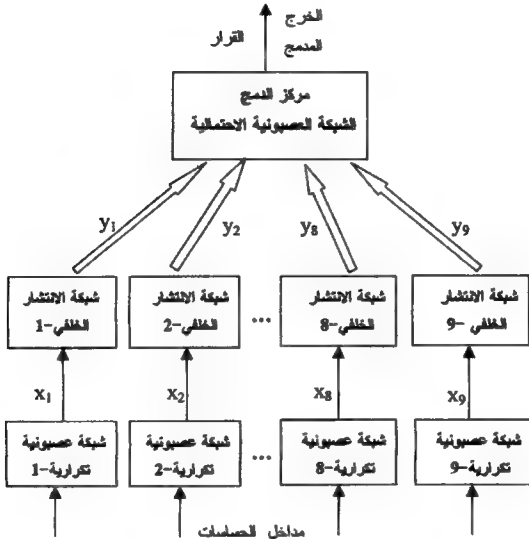 الخرج
القرار
المدمج
مركز الدمج
الشبكة العصبونية الاحتمالية
y1
y2
y8
y9
شبكة الانتشار
الخلفي-1
شبكة الانتشار
الخلفي-2
...
شبكة الانتشار
الخلفي-8
شبكة الانتشار
الخلفي -9
x1
x2
x8
x9
شبكة عصبونية
تكرارية-1
شبكة عصبونية
تكرارية-2
...
شبكة عصبونية
تكرارية-8
شبكة عصبونية
تكرارية-9
مداخل الحساسات